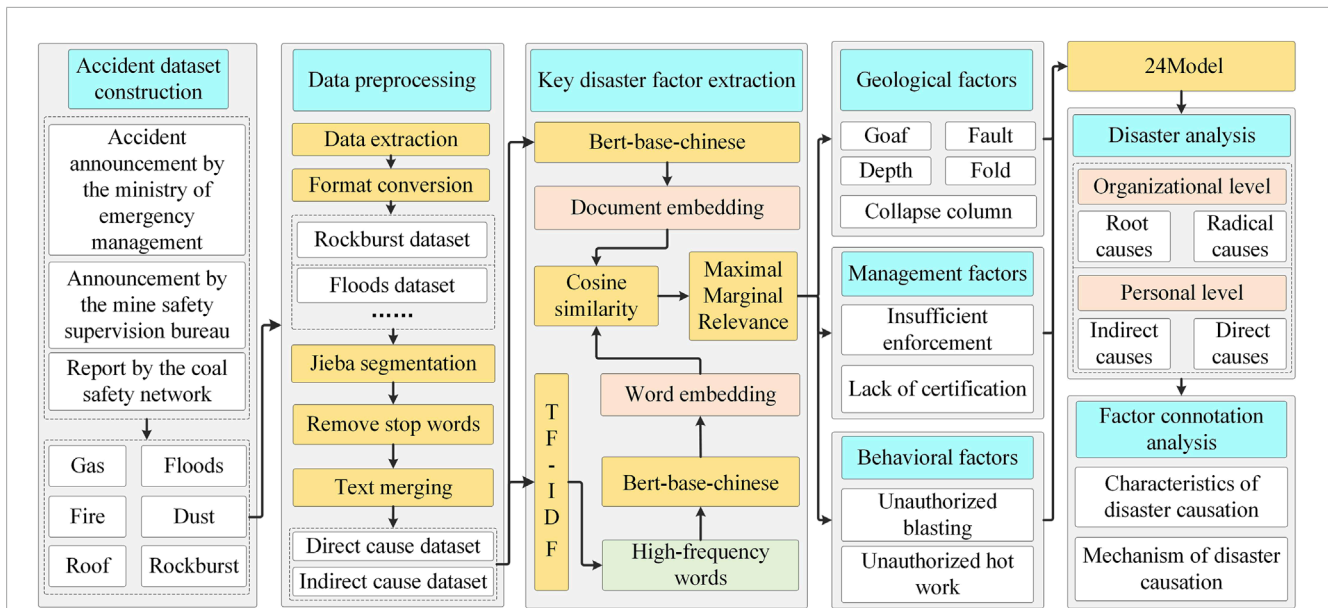 Accident dataset
construction
Accident
announcement by
the ministry of
emergency
management
Announcement by
the mine safety
supervision bureau
Report by the coal
safety network
Gas
Floods
Fire
Dust
Roof
Rockburst
Data preprocessing
Data extraction
Format conversion
Rockburst dataset
Floods dataset
······
Jieba segmentation
Remove stop words
Text merging
Direct cause dataset
Indirect cause dataset
Key disaster factor extraction
Bert-base-chinese
Document embedding
Cosine
similarity
Maximal
Marginal
Relevance
Word embedding
TF-IDF
Bert-base-chinese
High-frequency
words
Geological factors
Goaf
Fault
Depth
Fold
Collapse column
Management factors
Insufficient
enforcement
Lack of certification
Behavioral factors
Unauthorized
blasting
Unauthorized hot
work
24Model
Disaster analysis
Organizational level
Root
causes
Radical
causes
Personal level
Indirect
causes
Direct
causes
Factor connotation
analysis
Characteristics of
disaster causation
Mechanism of disaster
causation